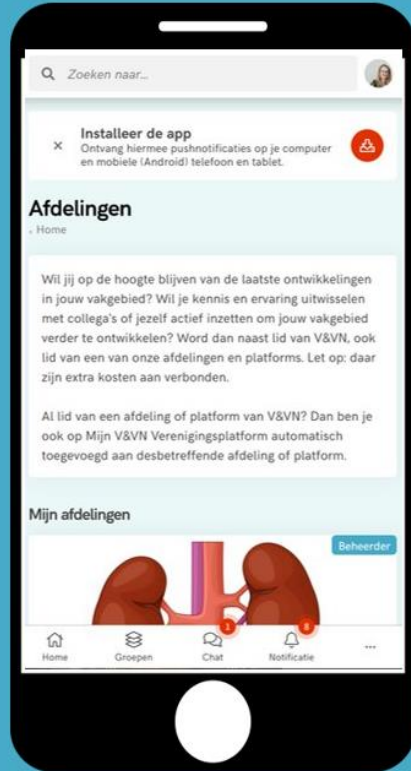 Zoeken naar...
Installeer de app
Ontvang hiermee pushnotificaties op je computer
en mobiele (Android) telefoon en tablet.
Afdelingen
Home
Wil jij op de hoogte blijven van de laatste ontwikkelingen
in jouw vakgebied? Wil je kennis en ervaring uitwisselen
met collega's of jezelf actief inzetten om jouw vakgebied
verder te ontwikkelen? Word dan naast lid van V&VN, ook
lid van een van onze afdelingen en platforms. Let op: daar
zijn extra kosten aan verbonden.
Al lid van een afdeling of platform van V&VN? Dan ben je
ook op Mijn V&VN Verenigingsplatform automatisch
toegevoegd aan desbetreffende afdeling of platform.
Mijn afdelingen
Beheerder
1 8
Home Groepen Chat Notificatie ...